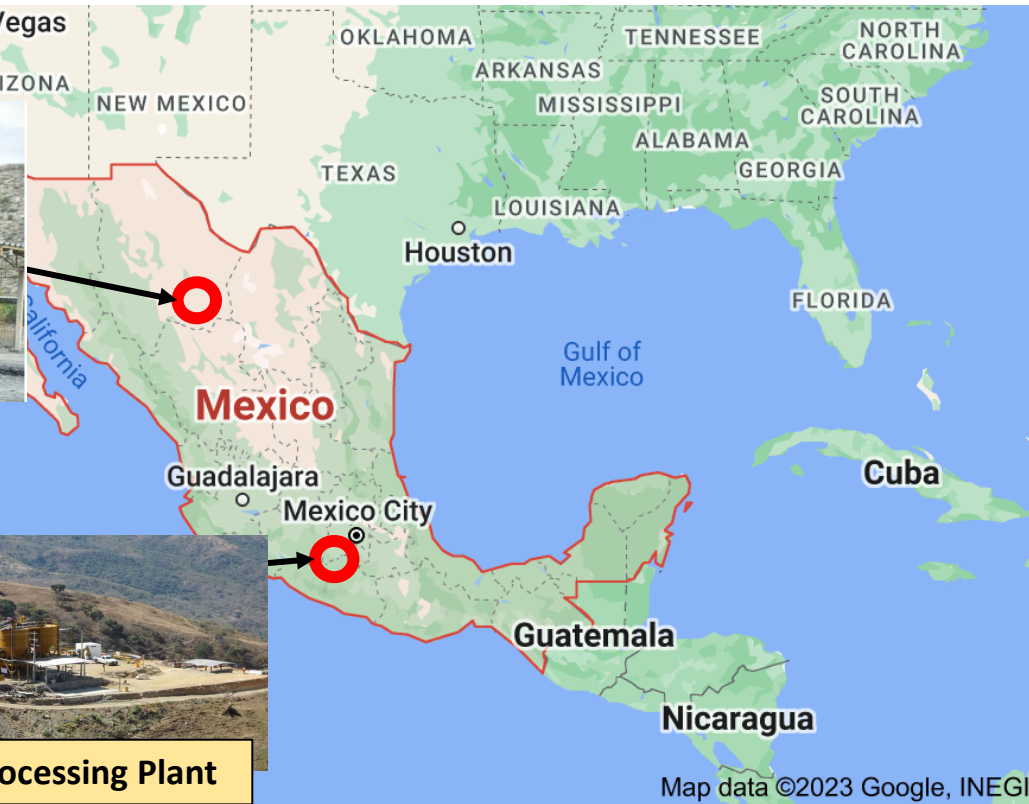 Vegas
OKLAHOMA
TENNESSEE
NORTH
CAROLINA
IZONA
NEW MEXICO
ARKANSAS
MISSISSIPPI
SOUTH
CAROLINA
ALABAMA
TEXAS
GEORGIA
LOUISIANA
Houston
FLORIDA
California
Gulf of
Mexico
Mexico
Guadalajara
Cuba
Mexico City
Guatemala
Nicaragua
ocessing Plant
Map data ©2023 Google, INEGI